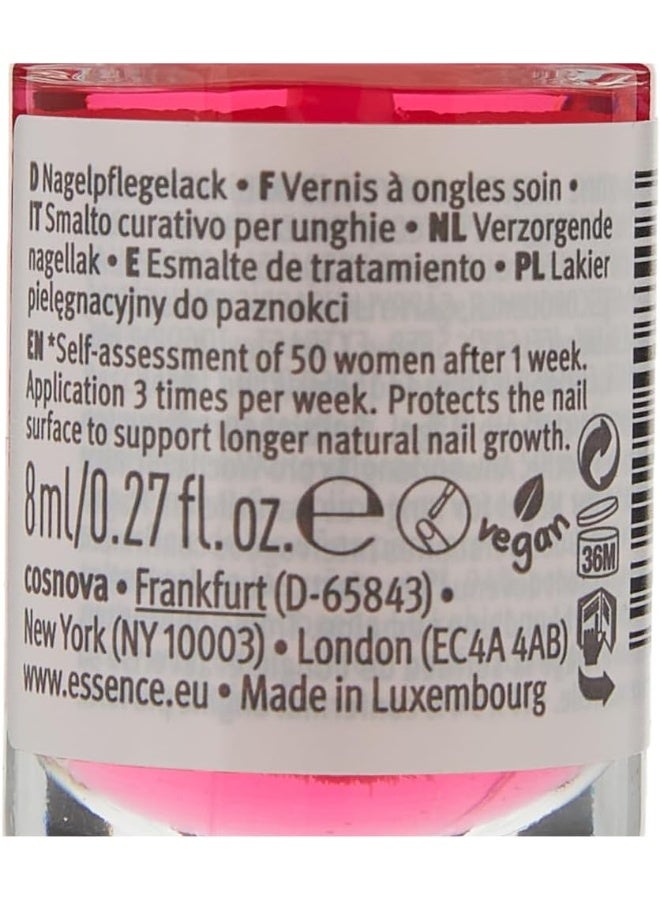 D Nagelpflegelack • F Vernis à ongles soin •
IT Smalto curativo per unghie • NL Verzorgende
nagellak • E Esmalte de tratamiento • PL Lakier
pielęgnacyjny do paznokci
EN *Self-assessment of 50 women after 1 week.
Application 3 times per week. Protects the nail
surface to support longer natural nail growth.
8ml/0.27fl.oz. e
vegan
36M
cosnova • Frankfurt (D-65843) •
New York (NY 10003) • London (EC4A 4AB)
www.essence.eu • Made in Luxembourg